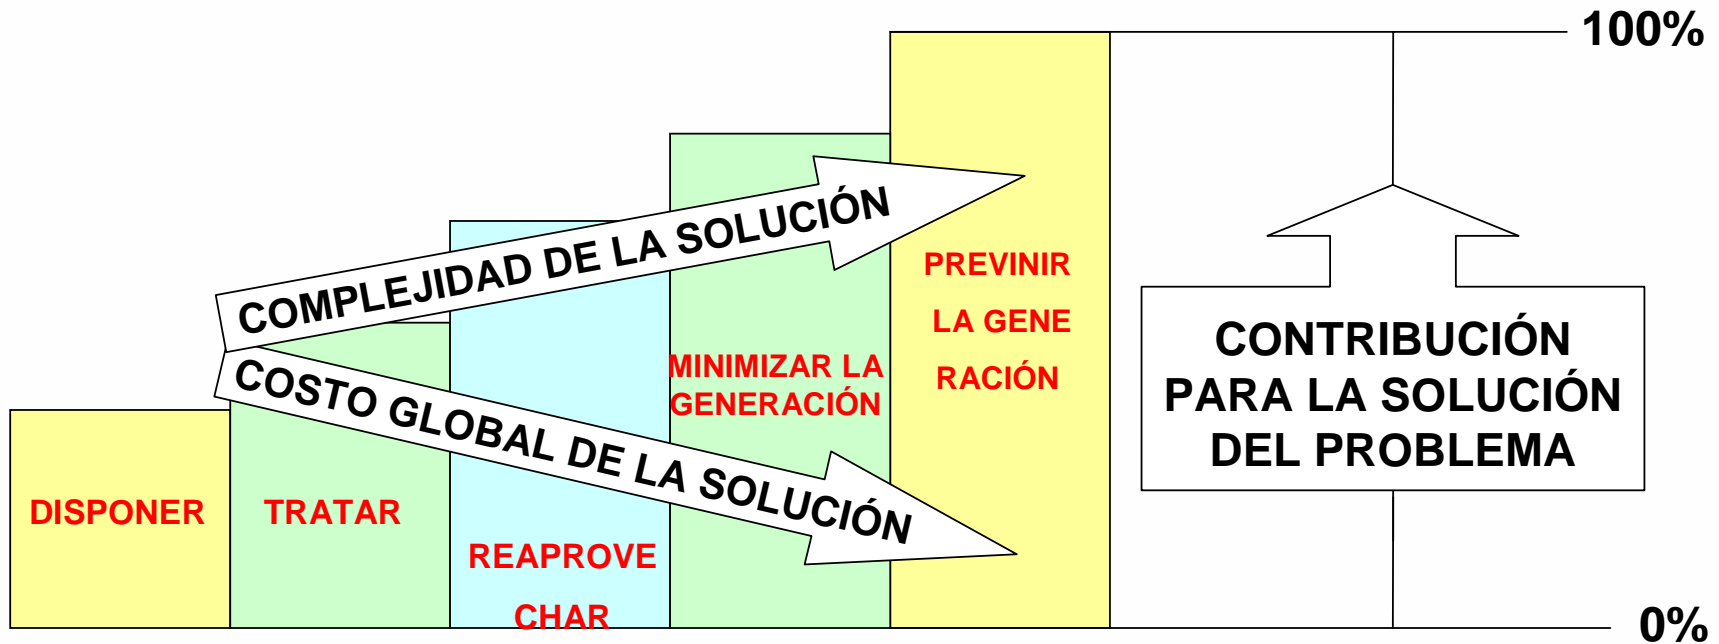 100%
COMPLEJIDAD DE LA SOLUCIÓN
COSTO GLOBAL DE LA SOLUCIÓN
DISPONER
TRATAR
REAPROVE
CHAR
MINIMIZAR LA
GENERACIÓN
PREVINIR
LA GENE
RACIÓN
CONTRIBUCIÓN
PARA LA SOLUCIÓN
DEL PROBLEMA
0%